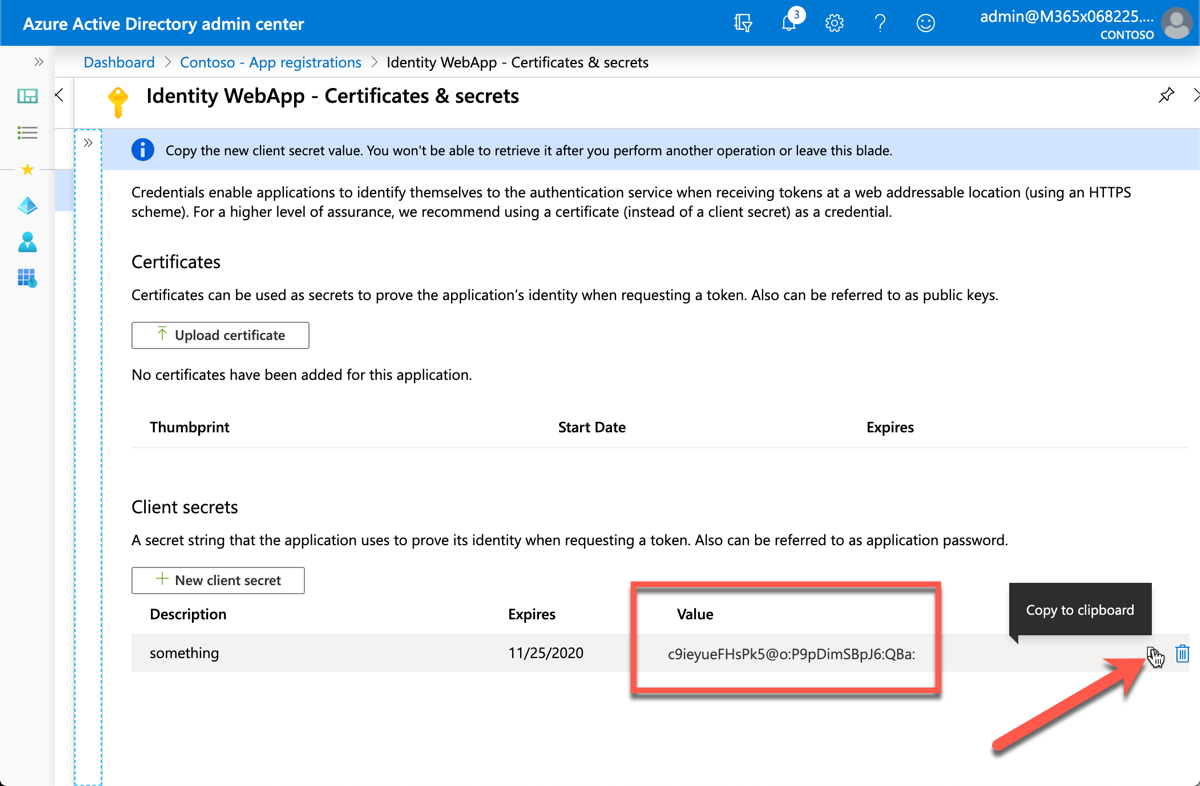 Azure Active Directory admin center
3
admin@M365x068225....
CONTOSO
Dashboard > Contoso - App registrations > Identity WebApp - Certificates & secrets
Identity WebApp - Certificates & secrets
Copy the new client secret value. You won't be able to retrieve it after you perform another operation or leave this blade.
Credentials enable applications to identify themselves to the authentication service when receiving tokens at a web addressable location (using an HTTPS
scheme). For a higher level of assurance, we recommend using a certificate (instead of a client secret) as a credential.
Certificates
Certificates can be used as secrets to prove the application’s identity when requesting a token. Also can be referred to as public keys.
Upload certificate
No certificates have been added for this application.
Thumbprint Start Date Expires
Client secrets
A secret string that the application uses to prove its identity when requesting a token. Also can be referred to as application password.
New client secret
Description Expires Value
Copy to clipboard
something 11/25/2020 c9ieyueFHsPk5@o:P9pDimSBpJ6:QBa: